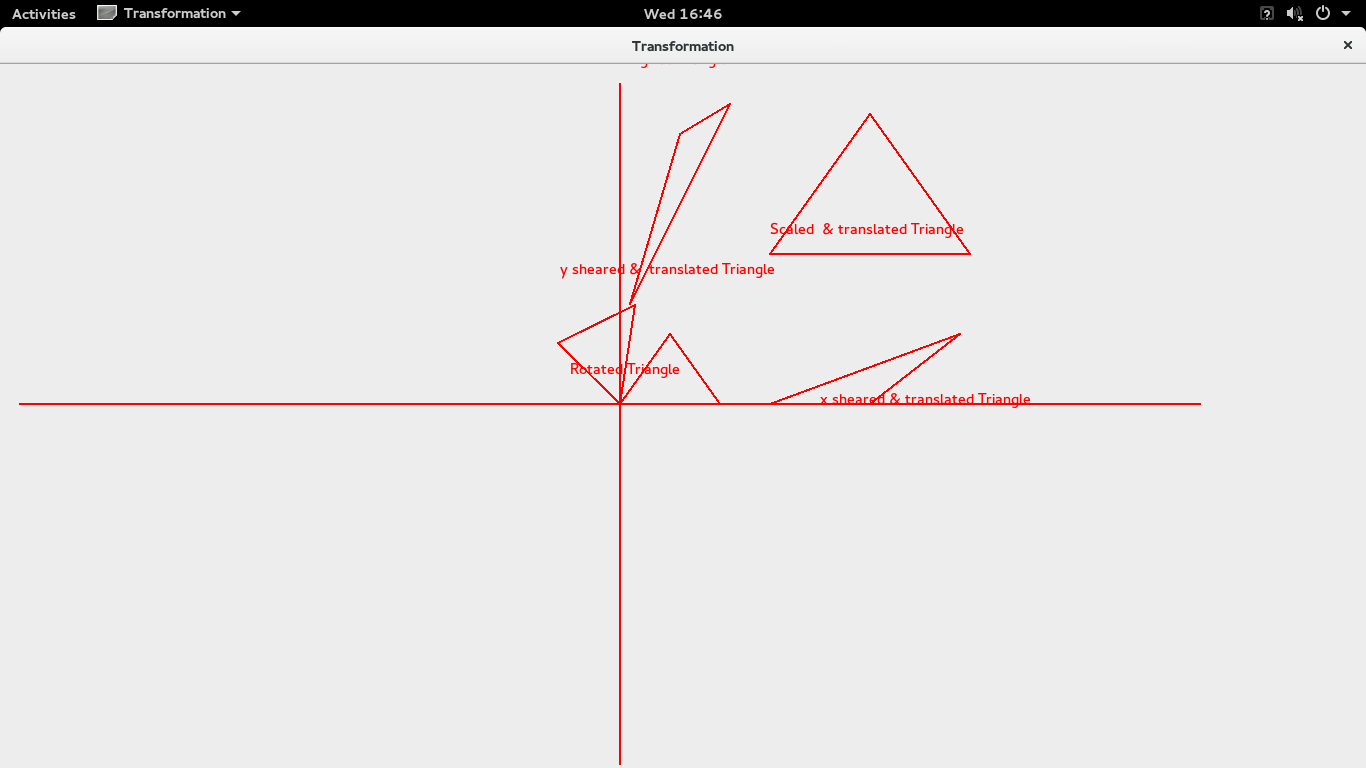 Activities Transformation Wed 16:46
Transformation
Scaled & translated Triangle
y sheared & translated Triangle
Rotated Triangle
x sheared & translated Triangle